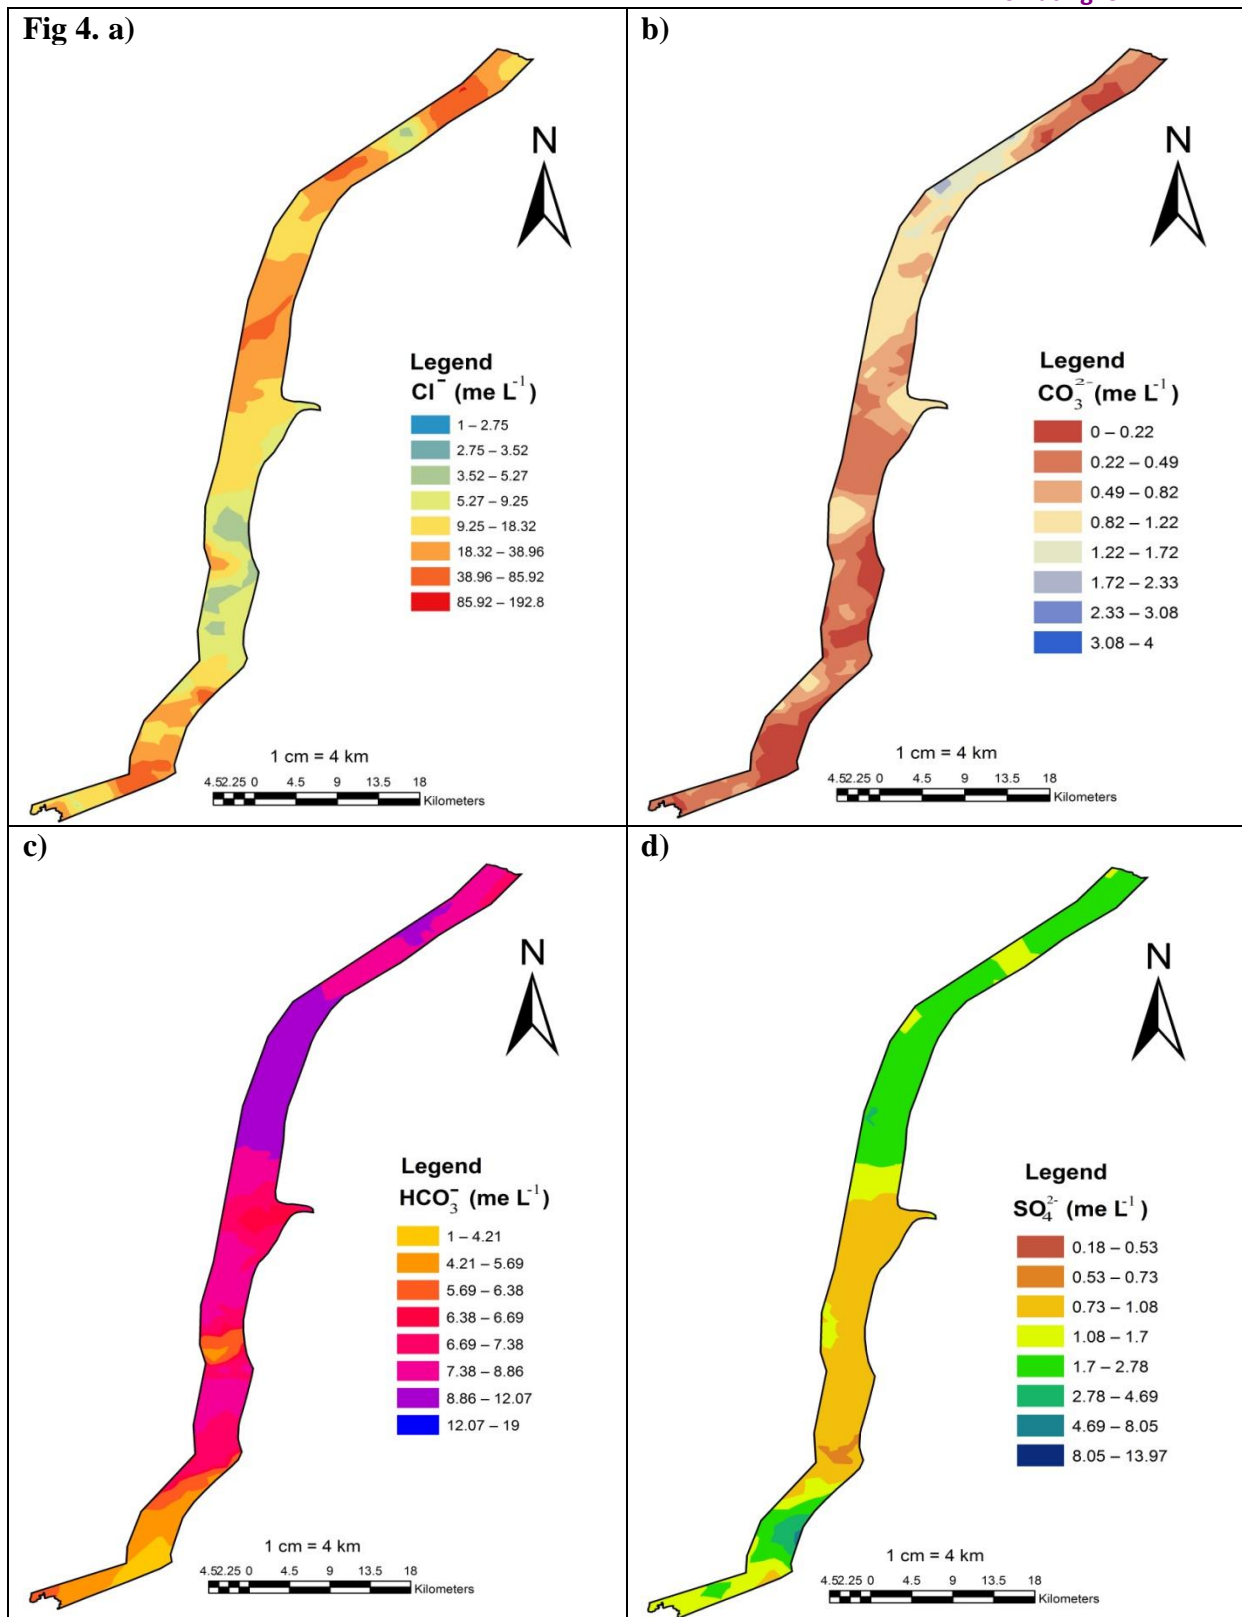 Fig 4. a)
N
Legend
Cl⁻ (me L⁻¹)
1 – 2.75
2.75 – 3.52
3.52 – 5.27
5.27 – 9.25
9.25 – 18.32
18.32 – 38.96
38.96 – 85.92
85.92 – 192.8
1 cm = 4 km
4.52.25 0 4.5 9 13.5 18
Kilometers
b)
N
Legend
CO₃²⁻ (me L⁻¹)
0 – 0.22
0.22 – 0.49
0.49 – 0.82
0.82 – 1.22
1.22 – 1.72
1.72 – 2.33
2.33 – 3.08
3.08 – 4
1 cm = 4 km
4.52.25 0 4.5 9 13.5 18
Kilometers
c)
N
Legend
HCO₃⁻ (me L⁻¹)
1 – 4.21
4.21 – 5.69
5.69 – 6.38
6.38 – 6.69
6.69 – 7.38
7.38 – 8.86
8.86 – 12.07
12.07 – 19
1 cm = 4 km
4.52.25 0 4.5 9 13.5 18
Kilometers
d)
N
Legend
SO₄²⁻ (me L⁻¹)
0.18 – 0.53
0.53 – 0.73
0.73 – 1.08
1.08 – 1.7
1.7 – 2.78
2.78 – 4.69
4.69 – 8.05
8.05 – 13.97
1 cm = 4 km
4.52.25 0 4.5 9 13.5 18
Kilometers